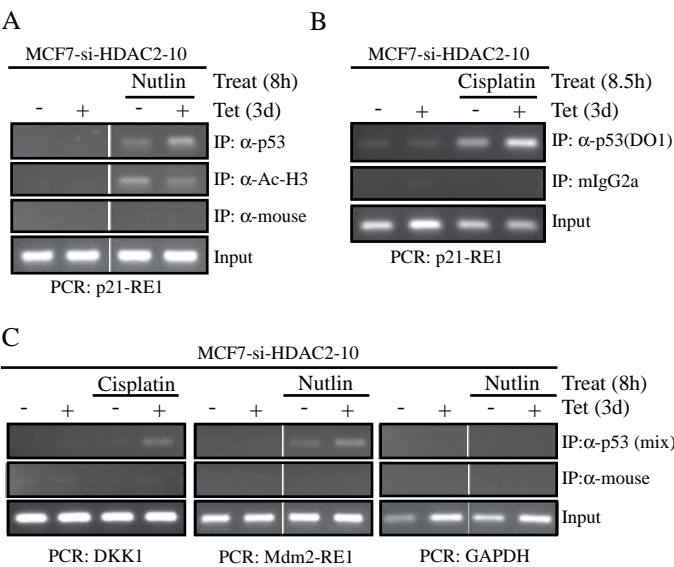 A
MCF7-si-HDAC2-10
Nutlin Treat (8h)
- + - + Tet (3d)
IP: α-p53
IP: α-Ac-H3
IP: α-mouse
Input
PCR: p21-RE1
B
MCF7-si-HDAC2-10
Cisplatin Treat (8.5h)
- + - + Tet (3d)
IP: α-p53(DO1)
IP: mIgG2a
Input
PCR: p21-RE1
C
MCF7-si-HDAC2-10
Cisplatin Nutlin Nutlin Treat (8h)
- + - + - + - + - + - + Tet (3d)
IP:α-p53 (mix)
IP:α-mouse
Input
PCR: DKK1 PCR: Mdm2-RE1 PCR: GAPDH